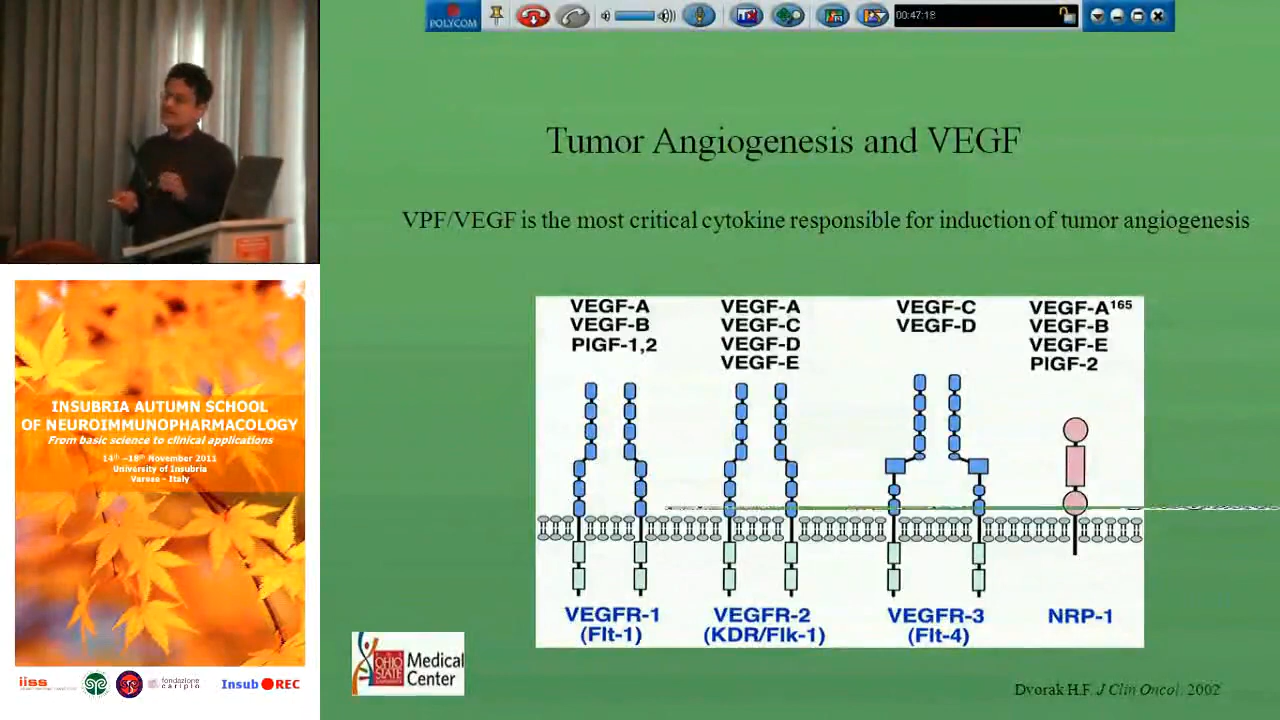 POLYCOM
00:47:18
Tumor Angiogenesis and VEGF
VPF/VEGF is the most critical cytokine responsible for induction of tumor angiogenesis
VEGF-A
VEGF-B
PlGF-1,2
VEGF-A
VEGF-C
VEGF-D
VEGF-E
VEGF-C
VEGF-D
VEGF-A165
VEGF-B
VEGF-E
PlGF-2
VEGFR-1
(Flt-1)
VEGFR-2
(KDR/Flk-1)
VEGFR-3
(Flt-4)
NRP-1
OHIO
STATE
Medical
Center
Dvorak H.F. J Clin Oncol. 2002
INSUBRIA AUTUMN SCHOOL
OF NEUROIMMUNOPHARMACOLOGY
From basic science to clinical applications
14th –18th November 2011
University of Insubria
Varese - Italy
iiss
fondazione
cariplo
Insub REC